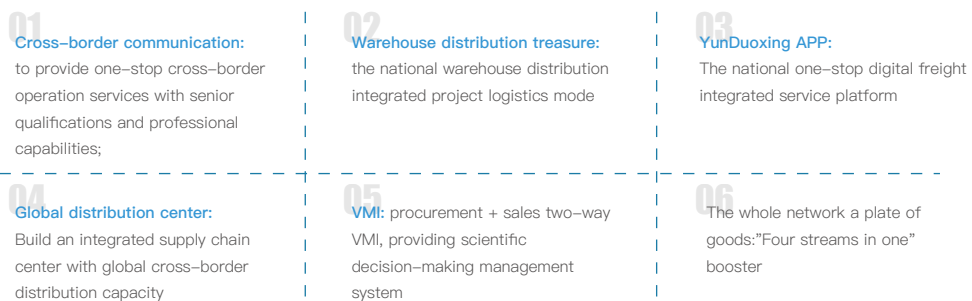 01
Cross-border communication:
to provide one-stop cross-border
operation services with senior
qualifications and professional
capabilities;
02
Warehouse distribution treasure:
the national warehouse distribution
integrated project logistics mode
03
YunDuoxing APP:
The national one-stop digital freight
integrated service platform
04
Global distribution center:
Build an integrated supply chain
center with global cross-border
distribution capacity
05
VMI: procurement + sales two-way
VMI, providing scientific
decision-making management
system
06
The whole network a plate of
goods:"Four streams in one"
booster